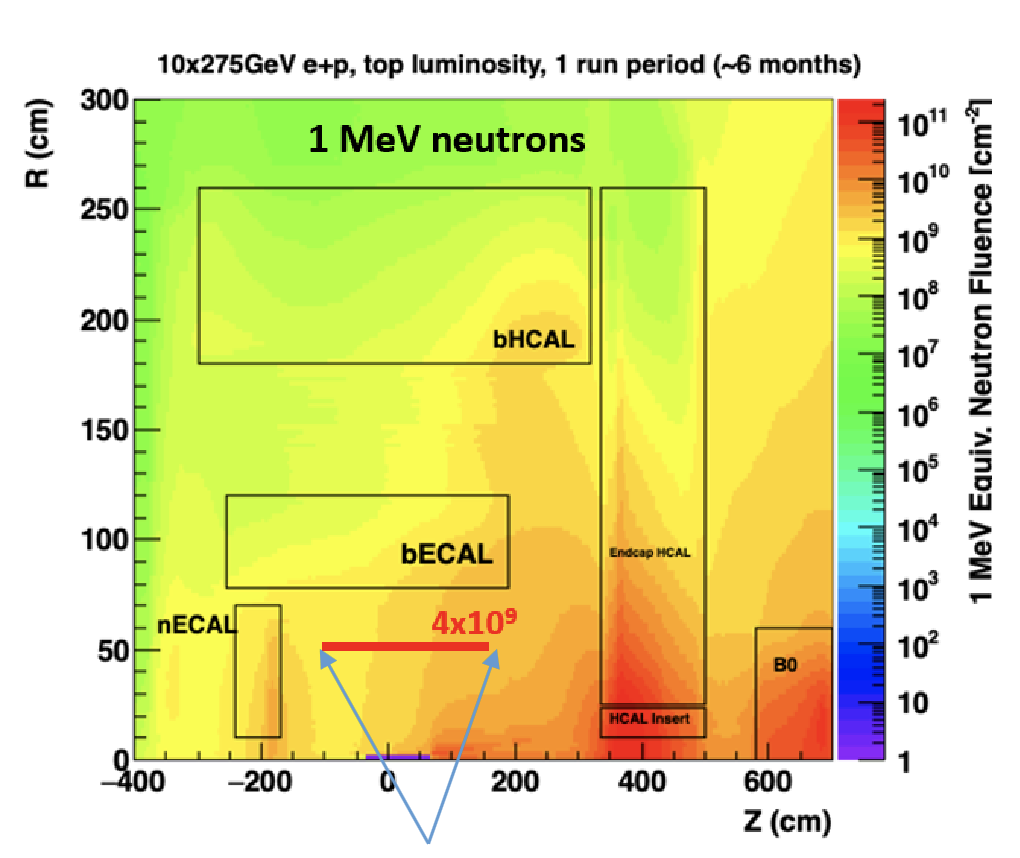 10x275GeV e+p, top luminosity, 1 run period (~6 months)
R (cm)
300
250
200
150
100
50
0
1 MeV neutrons
bHCAL
bECAL
nECAL
4x10⁹
Endcap HCAL
HCAL Insert
B0
−400
−200
0
200
400
600
Z (cm)
10¹¹
10¹⁰
10⁹
10⁸
10⁷
10⁶
10⁵
10⁴
10³
10²
10
1
1 MeV Equiv. Neutron Fluence [cm⁻²]